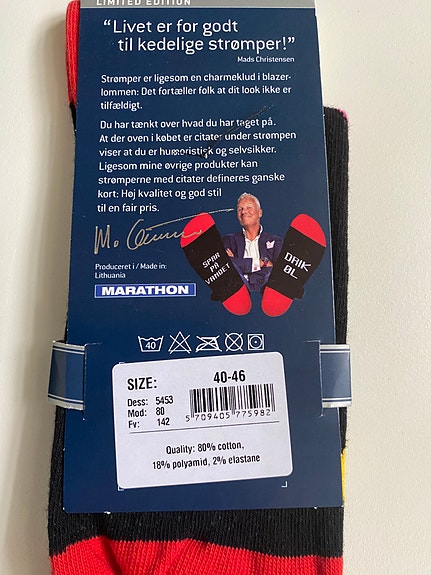 LIMITED EDITION
“Livet er for godt
til kedelige strømper!”
Mads Christensen
Strømper er ligesom en charmeklud i blazer-
lommen: Det fortæller folk at dit look ikke er
tilfældigt.
Du har tænkt over hvad du har taget på.
At der oven i købet er citater under strømpen
viser at du er humoristisk og selvsikker.
Ligesom mine øvrige produkter kan
strømperne med citater defineres ganske
kort: Høj kvalitet og god stil
til en fair pris.
SPAR
PÅ
VANDET
DRIK
ØL
Produceret i / Made in:
Lithuania
MARATHON
40
SIZE: 40-46
Dess: 5453
Mod: 80
Fv: 142
5 709405 775982
Quality: 80% cotton,
18% polyamid, 2% elastane